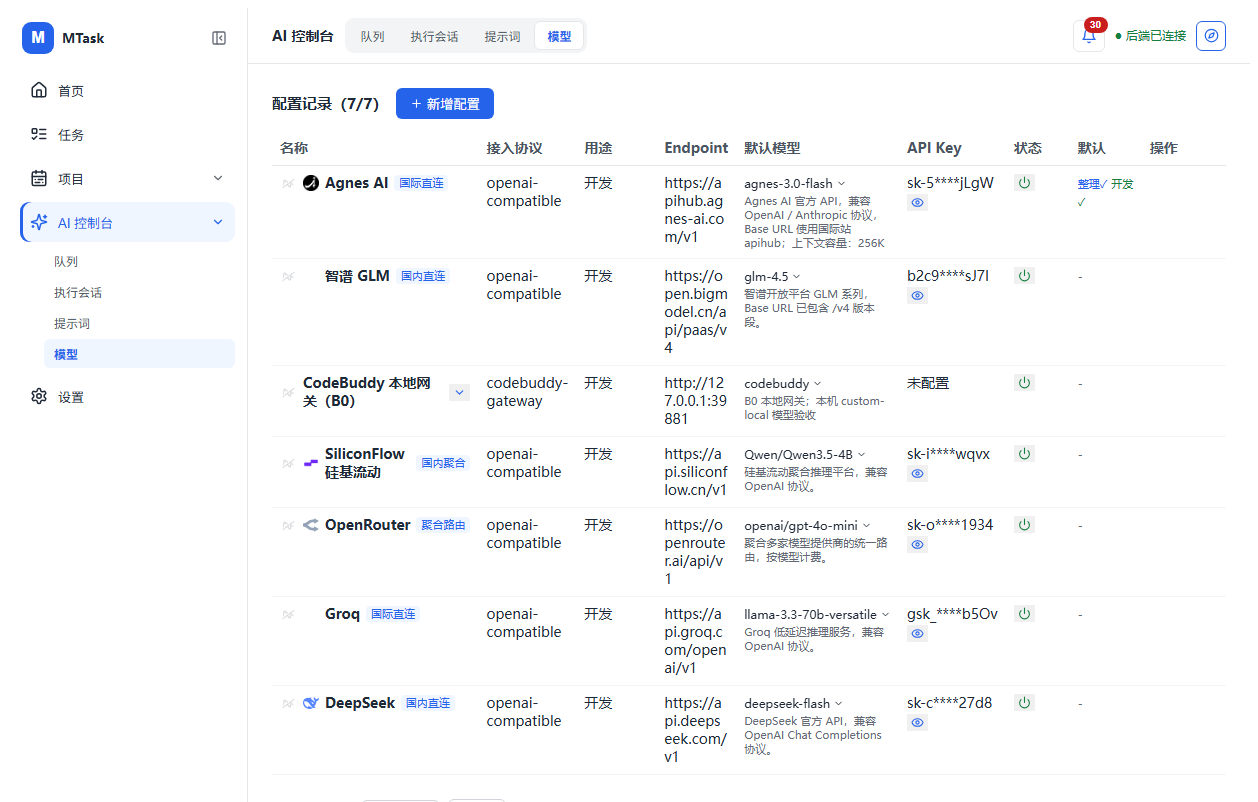 M MTask
首页
任务
项目
AI 控制台
队列
执行会话
提示词
模型
设置
AI 控制台 队列 执行会话 提示词 模型
30
后端已连接
配置记录（7/7）
+ 新增配置
名称 接入协议 用途 Endpoint 默认模型 API Key 状态 默认 操作
Agnes AI 国际直连
openai-
compatible
开发
https://a
pihub.ag
nes-ai.co
m/v1
agnes-3.0-flash
Agnes AI 官方 API，兼容
OpenAI / Anthropic 协议，
Base URL 使用国际站
apihub；上下文容量：256K
sk-5****jLgW
整理✓ 开发
✓
智谱 GLM 国内直连
openai-
compatible
开发
https://o
pen.bigm
odel.cn/a
pi/paas/v
4
glm-4.5
智谱开放平台 GLM 系列，
Base URL 已包含 /v4 版本
段。
b2c9****sJ7I
-
CodeBuddy 本地网
关（B0）
codebuddy-
gateway
开发
http://12
7.0.0.1:39
881
codebuddy
B0 本地网关；本机 custom-
local 模型验收
未配置
-
SiliconFlow
硅基流动
国内聚合
openai-
compatible
开发
https://a
pi.siliconf
low.cn/v1
Qwen/Qwen3.5-4B
硅基流动聚合推理平台，兼容
OpenAI 协议。
sk-i****wqvx
-
OpenRouter 聚合路由
openai-
compatible
开发
https://o
penroute
r.ai/api/v
1
openai/gpt-4o-mini
聚合多家模型提供商的统一路
由，按模型计费。
sk-o****1934
-
Groq 国际直连
openai-
compatible
开发
https://a
pi.groq.c
om/open
ai/v1
llama-3.3-70b-versatile
Groq 低延迟推理服务，兼容
OpenAI 协议。
gsk_****b5Ov
-
DeepSeek 国内直连
openai-
compatible
开发
https://a
pi.deeps
eek.com/
v1
deepseek-flash
DeepSeek 官方 API，兼容
OpenAI Chat Completions
协议。
sk-c****27d8
-